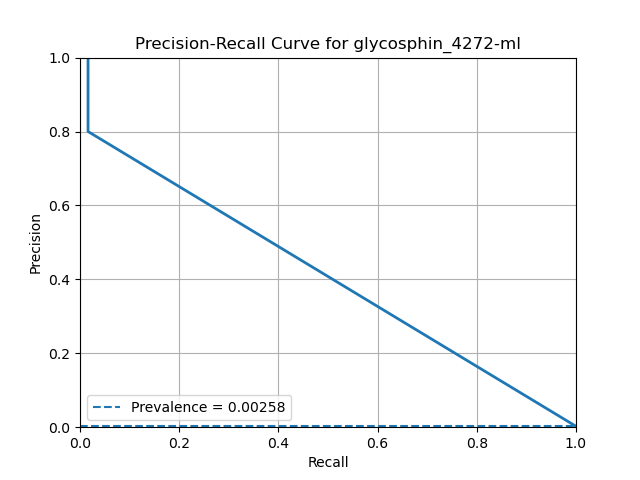 Precision-Recall Curve for glycosphin_4272-ml
1.0
0.8
0.6
0.4
0.2
0.0
Precision
Prevalence = 0.00258
0.0 0.2 0.4 0.6 0.8 1.0
Recall